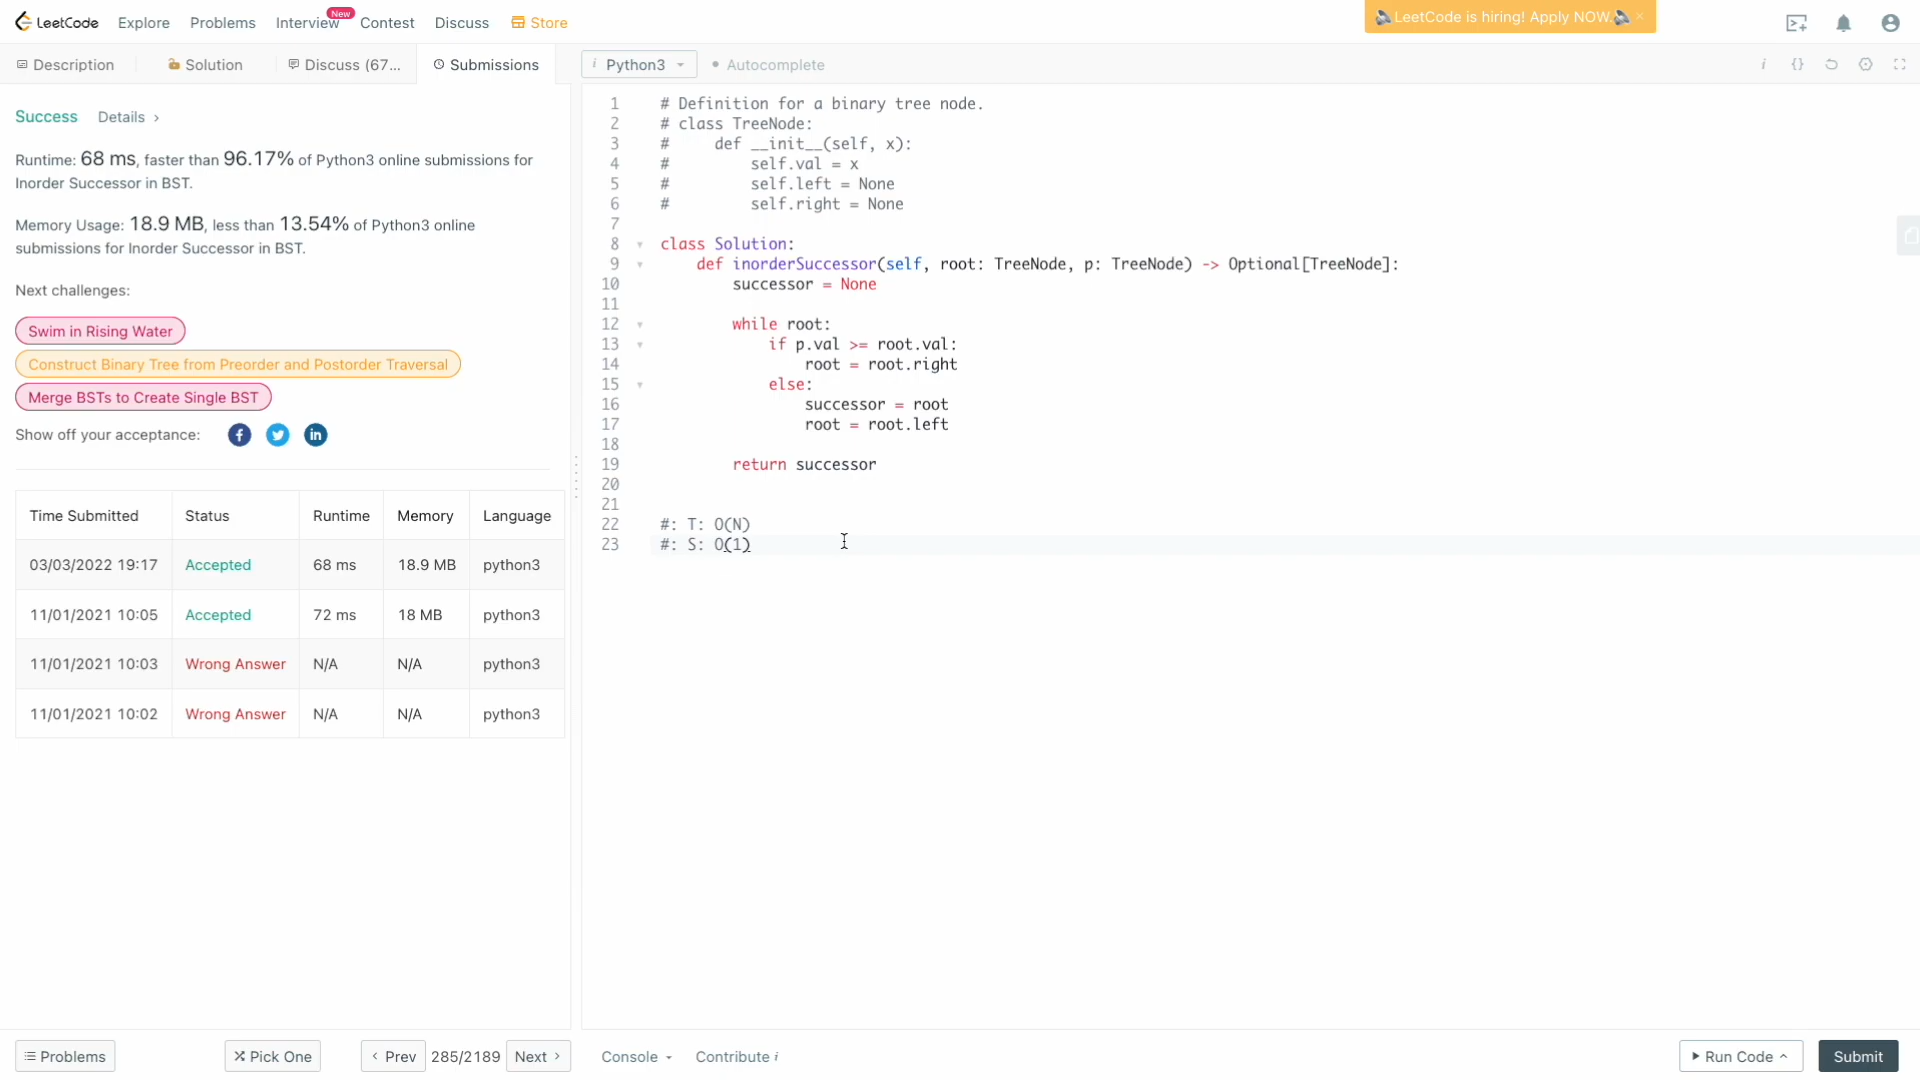 LeetCode Explore Problems Interview New Contest Discuss Store LeetCode is hiring! Apply NOW. ×
Description Solution Discuss (67... Submissions
Success Details ›
Runtime: 68 ms, faster than 96.17% of Python3 online submissions for
Inorder Successor in BST.
Memory Usage: 18.9 MB, less than 13.54% of Python3 online
submissions for Inorder Successor in BST.
Next challenges:
Swim in Rising Water
Construct Binary Tree from Preorder and Postorder Traversal
Merge BSTs to Create Single BST
Show off your acceptance:
Time Submitted Status Runtime Memory Language
03/03/2022 19:17 Accepted 68 ms 18.9 MB python3
11/01/2021 10:05 Accepted 72 ms 18 MB python3
11/01/2021 10:03 Wrong Answer N/A N/A python3
11/01/2021 10:02 Wrong Answer N/A N/A python3
Problems Pick One ‹ Prev 285/2189 Next ›
i Python3 • Autocomplete i {}
1 # Definition for a binary tree node.
2 # class TreeNode:
3 #     def __init__(self, x):
4 #         self.val = x
5 #         self.left = None
6 #         self.right = None
7
8 class Solution:
9     def inorderSuccessor(self, root: TreeNode, p: TreeNode) -> Optional[TreeNode]:
10         successor = None
11
12         while root:
13             if p.val >= root.val:
14                 root = root.right
15             else:
16                 successor = root
17                 root = root.left
18
19         return successor
20
21
22 #: T: O(N)
23 #: S: O(1)
Console Contribute i Run Code Submit